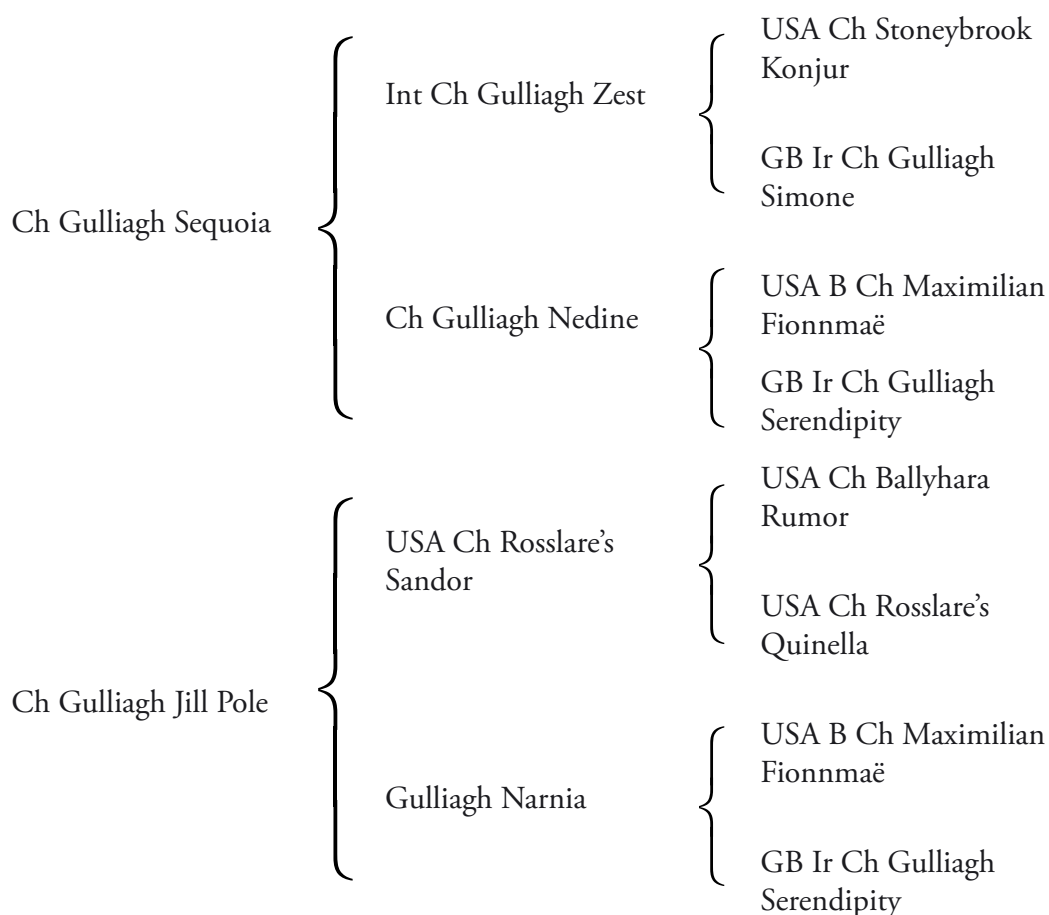 USA Ch Stoneybrook
Konjur
Int Ch Gulliagh Zest
GB Ir Ch Gulliagh
Simone
Ch Gulliagh Sequoia
USA B Ch Maximilian
Fionnmaë
Ch Gulliagh Nedine
GB Ir Ch Gulliagh
Serendipity
USA Ch Ballyhara
Rumor
USA Ch Rosslare’s
Sandor
USA Ch Rosslare’s
Quinella
Ch Gulliagh Jill Pole
USA B Ch Maximilian
Fionnmaë
Gulliagh Narnia
GB Ir Ch Gulliagh
Serendipity